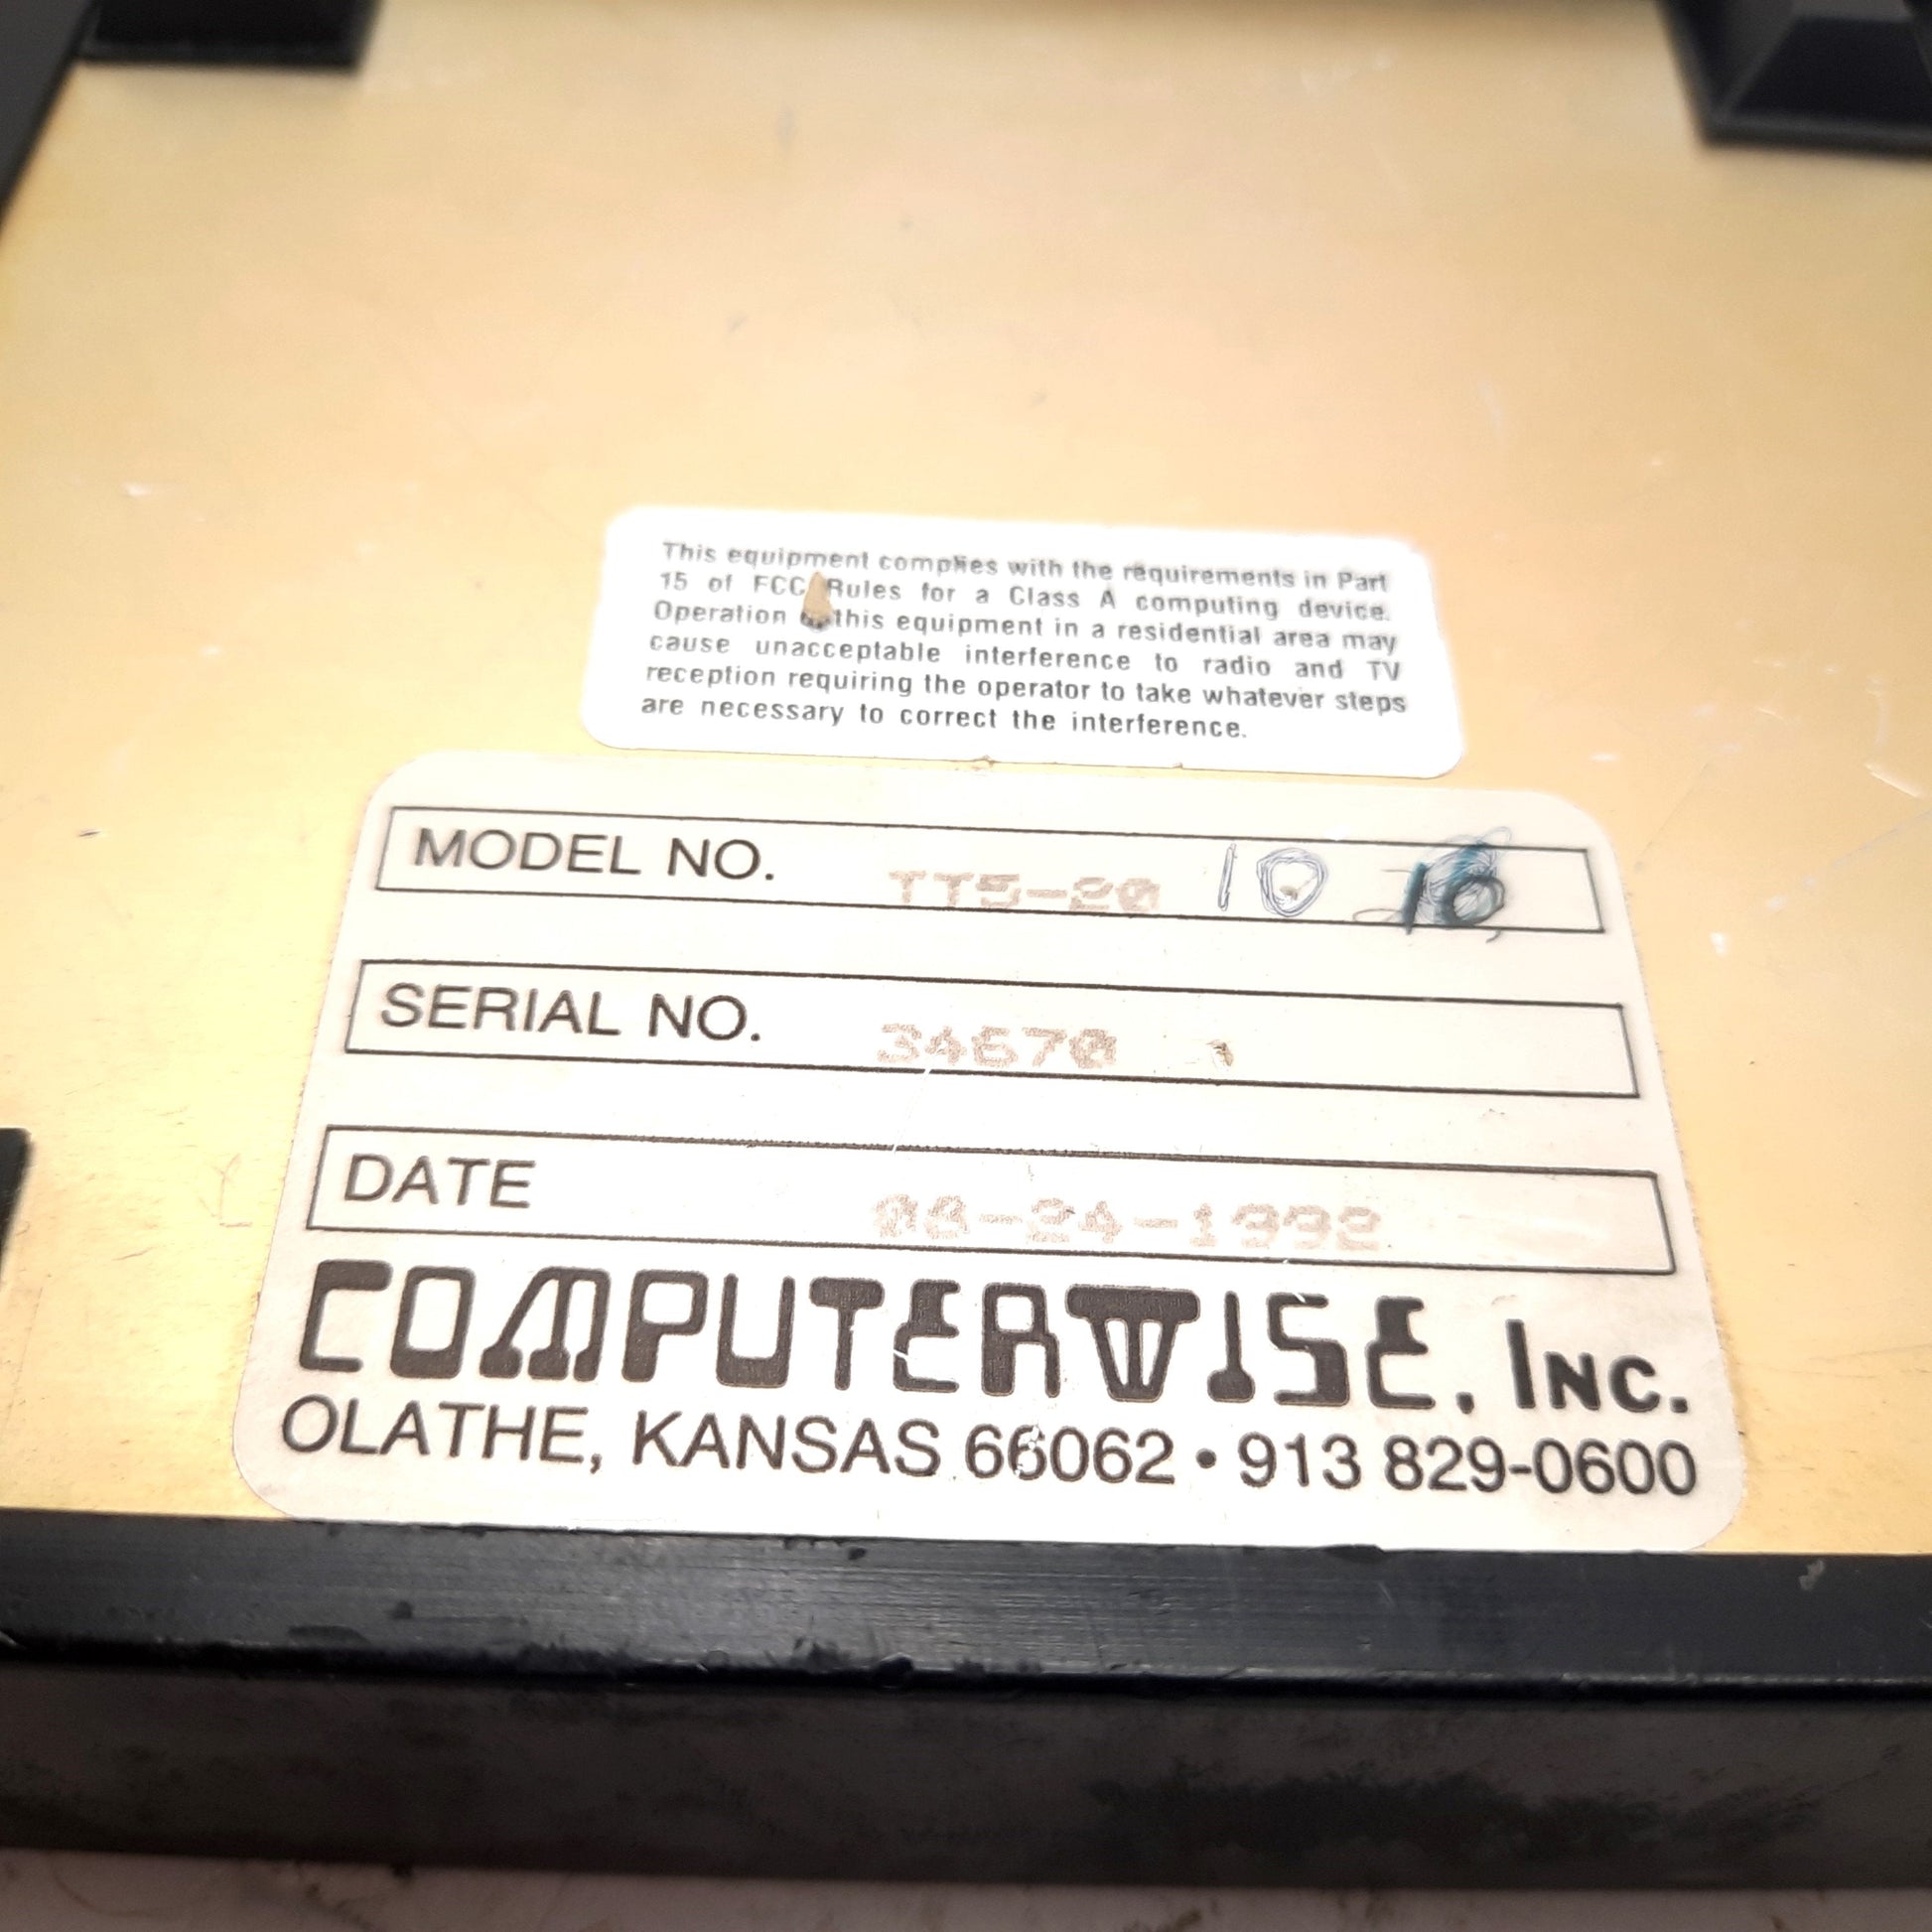 This equipment complies with the requirements in Part
15 of FCC Rules for a Class A computing device.
Operation this equipment in a residential area may
cause unacceptable interference to radio and TV
reception requiring the operator to take whatever steps
are necessary to correct the interference.
MODEL NO. TT5-20 10 16
SERIAL NO. 34670
DATE 08-24-1992
COMPUTERWISE, INC.
OLATHE, KANSAS 66062 • 913 829-0600